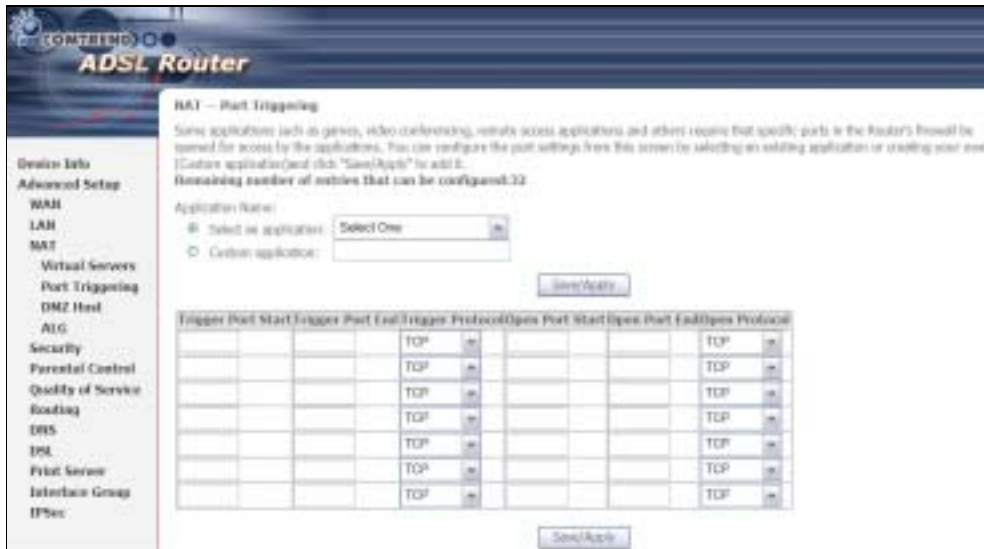 COMTREND
ADSL Router
NAT -- Port Triggering
Some applications such as games, video conferencing, remote access applications and others require that specific ports in the Router's firewall be
opened for access by the applications. You can configure the port settings from this screen by selecting an existing application or creating your own
(Custom application)and click "Save/Apply" to add it.
Remaining number of entries that can be configured:32
Application Name:
Select an application: Select One
Custom application:
Save/Apply
Trigger Port Start Trigger Port End Trigger Protocol Open Port Start Open Port End Open Protocol
TCP TCP
TCP TCP
TCP TCP
TCP TCP
TCP TCP
TCP TCP
TCP TCP
Save/Apply
Device Info
Advanced Setup
WAN
LAN
NAT
Virtual Servers
Port Triggering
DMZ Host
ALG
Security
Parental Control
Quality of Service
Routing
DNS
DSL
Print Server
Interface Group
IPSec